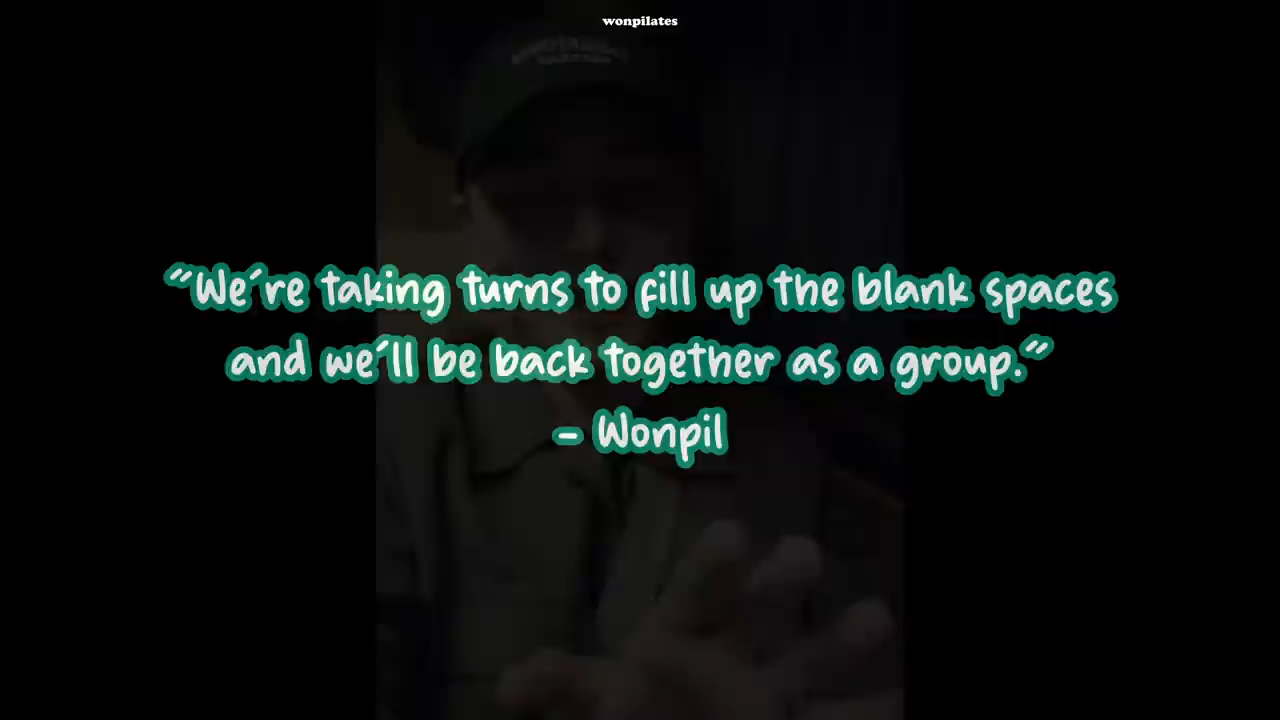 wonpilates
"We're taking turns to fill up the blank spaces
and we'll be back together as a group."
- Wonpil